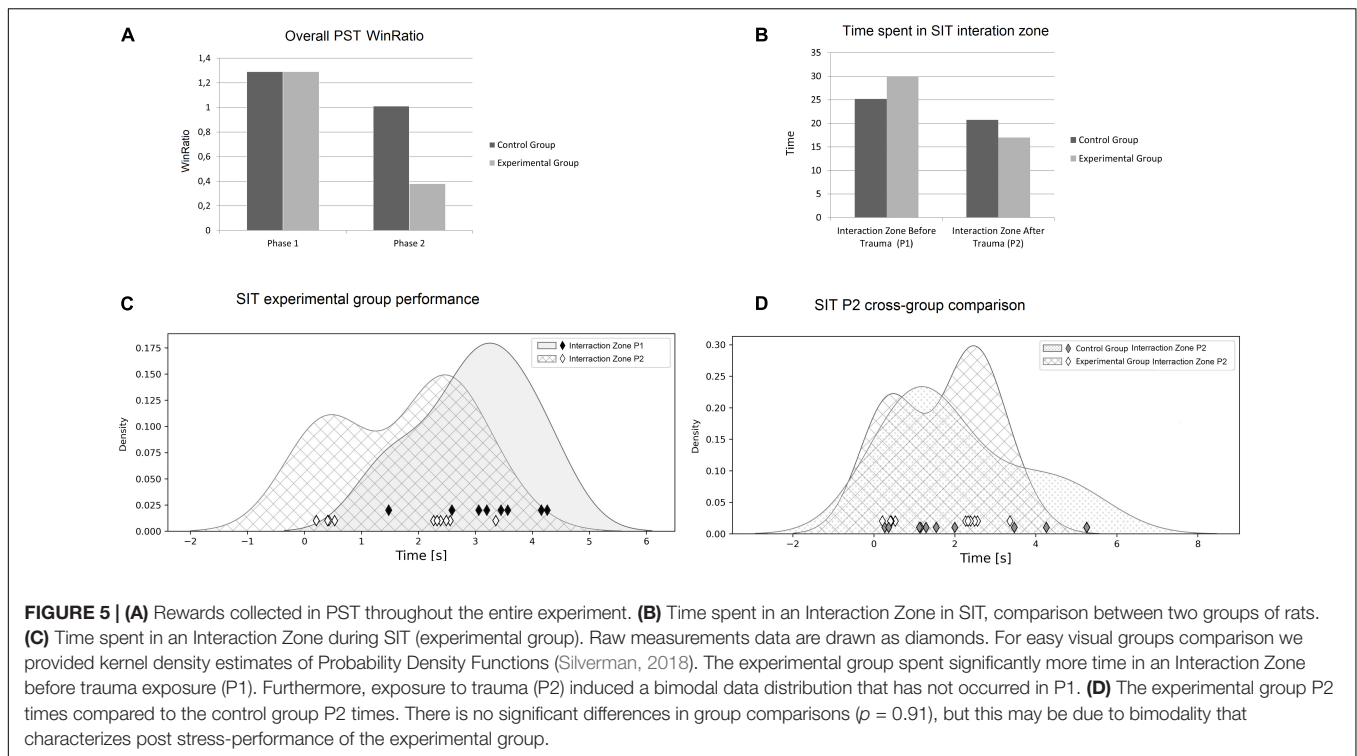 A
Overall PST WinRatio
1,4
1,2
1
0,8
0,6
0,4
0,2
0
WinRatio
Phase 1 Phase 2
Control Group
Experimental Group
B
Time spent in SIT interation zone
35
30
25
20
15
10
5
0
Time
Interaction Zone Before Interaction Zone After
Trauma (P1) Trauma (P2)
Control Group
Experimental Group
C
SIT experimental group performance
0.175
0.150
0.125
0.100
0.075
0.050
0.025
0.000
Density
Interraction Zone P1
Interraction Zone P2
−2 0 1 2 3 4 5 6
Time [s]
D
SIT P2 cross-group comparison
0.30
0.25
0.20
0.15
0.10
0.05
0.00
Density
Control Group Interraction Zone P2
Experimental Group Interraction Zone P2
−2 0 2 4 6 8
Time [s]
FIGURE 5 | (A) Rewards collected in PST throughout the entire experiment. (B) Time spent in an Interaction Zone in SIT, comparison between two groups of rats.
(C) Time spent in an Interaction Zone during SIT (experimental group). Raw measurements data are drawn as diamonds. For easy visual groups comparison we
provided kernel density estimates of Probability Density Functions (Silverman, 2018). The experimental group spent significantly more time in an Interaction Zone
before trauma exposure (P1). Furthermore, exposure to trauma (P2) induced a bimodal data distribution that has not occurred in P1. (D) The experimental group P2
times compared to the control group P2 times. There is no significant differences in group comparisons (p = 0.91), but this may be due to bimodality that
characterizes post stress-performance of the experimental group.